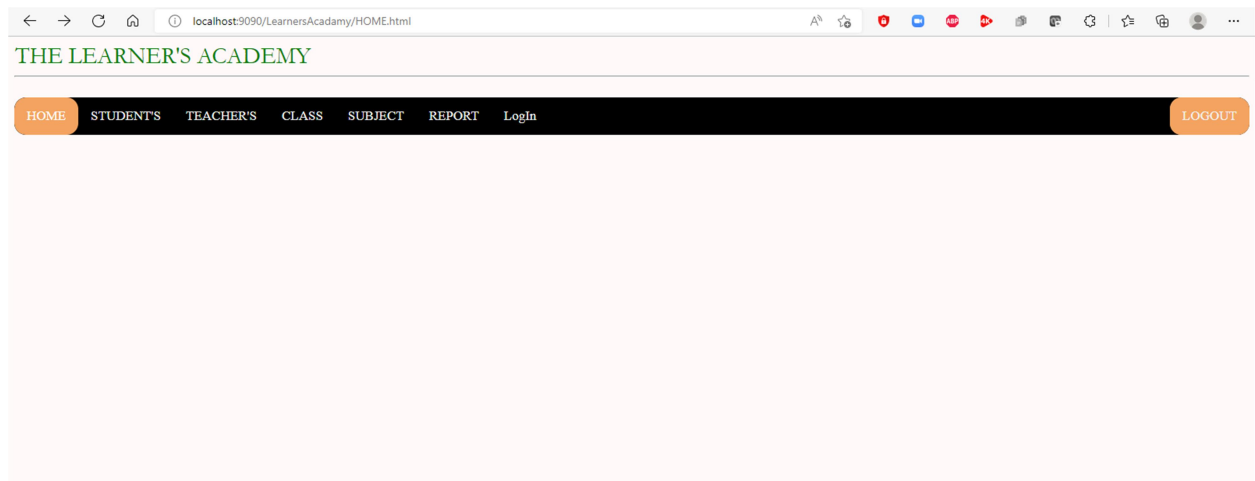 localhost:9090/LearnersAcadamy/HOME.html
THE LEARNER'S ACADEMY
HOME STUDENT'S TEACHER'S CLASS SUBJECT REPORT LogIn LOGOUT